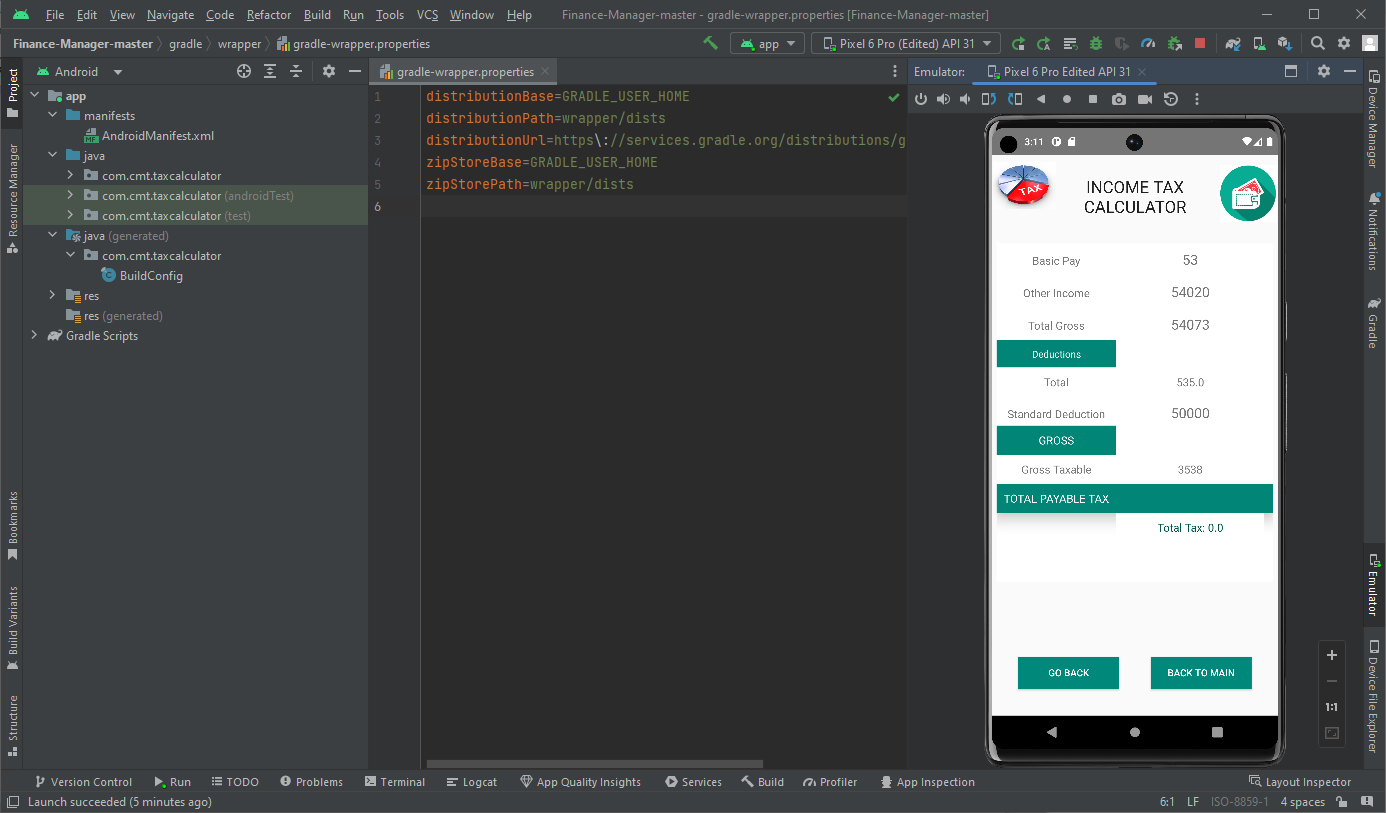 File Edit View Navigate Code Refactor Build Run Tools VCS Window Help Finance-Manager-master - gradle-wrapper.properties [Finance-Manager-master]
Finance-Manager-master gradle wrapper gradle-wrapper.properties app Pixel 6 Pro (Edited) API 31
Project
Resource Manager
Bookmarks
Build Variants
Structure
Android
app
manifests
AndroidManifest.xml
java
com.cmt.taxcalculator
com.cmt.taxcalculator (androidTest)
com.cmt.taxcalculator (test)
java (generated)
com.cmt.taxcalculator
BuildConfig
res
res (generated)
Gradle Scripts
gradle-wrapper.properties
1 distributionBase=GRADLE_USER_HOME
2 distributionPath=wrapper/dists
3 distributionUrl=https\://services.gradle.org/distributions/g
4 zipStoreBase=GRADLE_USER_HOME
5 zipStorePath=wrapper/dists
6
Emulator: Pixel 6 Pro Edited API 31
3:11
TAX
INCOME TAX
CALCULATOR
Basic Pay 53
Other Income 54020
Total Gross 54073
Deductions
Total 535.0
Standard Deduction 50000
GROSS
Gross Taxable 3538
TOTAL PAYABLE TAX
Total Tax: 0.0
GO BACK BACK TO MAIN
1:1
Device Manager
Notifications
Gradle
Emulator
Device File Explorer
Version Control Run TODO Problems Terminal Logcat App Quality Insights Services Build Profiler App Inspection Layout Inspector
Launch succeeded (5 minutes ago) 6:1 LF ISO-8859-1 4 spaces